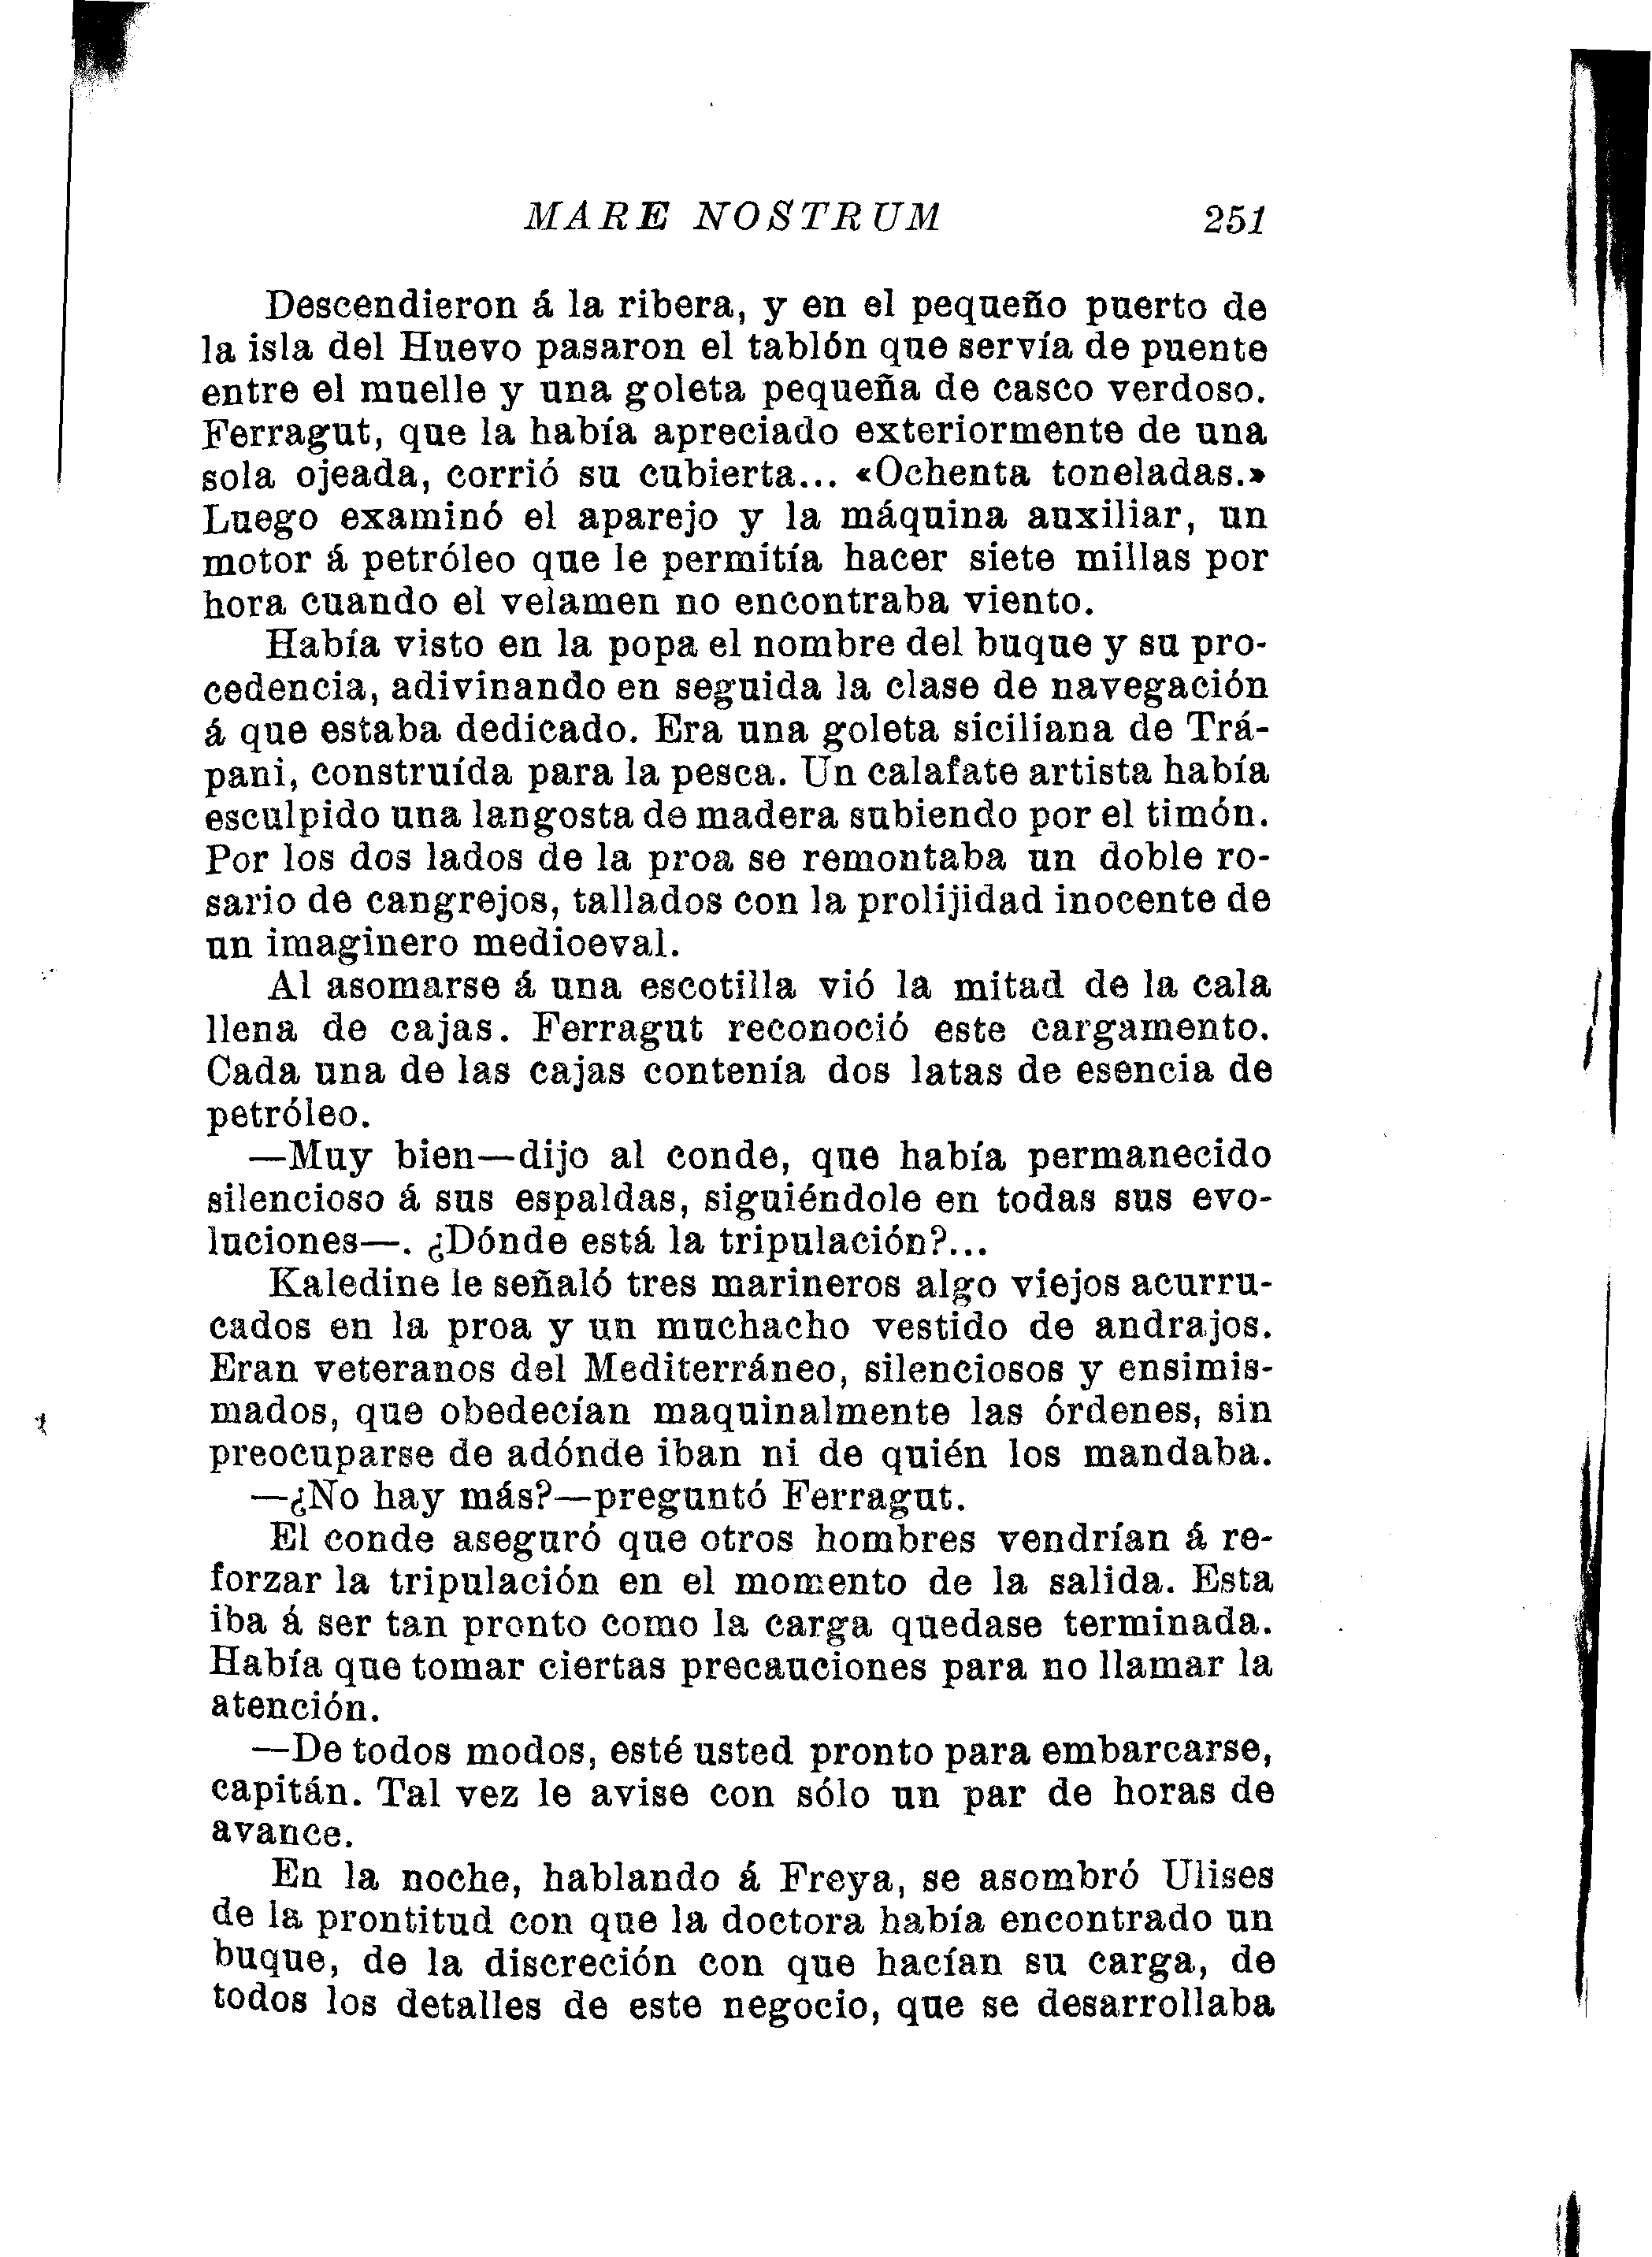 MARE NOSTRUM 251
Descendieron á la ribera, y en el pequeño puerto de
la isla del Huevo pasaron el tablón que servía de puente
entre el muelle y una goleta pequeña de casco verdoso.
Ferragut, que la había apreciado exteriormente de una
sola ojeada, corrió su cubierta... «Ochenta toneladas.»
Luego examinó el aparejo y la máquina auxiliar, un
motor á petróleo que le permitía hacer siete millas por
hora cuando el velamen no encontraba viento.
Había visto en la popa el nombre del buque y su pro-
cedencia, adivinando en seguida la clase de navegación
á que estaba dedicado. Era una goleta siciliana de Trá-
pani, construída para la pesca. Un calafate artista había
esculpido una langosta de madera subiendo por el timón.
Por los dos lados de la proa se remontaba un doble ro-
sario de cangrejos, tallados con la prolijidad inocente de
un imaginero medioeval.
Al asomarse á una escotilla vió la mitad de la cala
llena de cajas. Ferragut reconoció este cargamento.
Cada una de las cajas contenía dos latas de esencia de
petróleo.
—Muy bien—dijo al conde, que había permanecido
silencioso á sus espaldas, siguiéndole en todas sus evo-
luciones—. ¿Dónde está la tripulación?...
Kaledine le señaló tres marineros algo viejos acurru-
cados en la proa y un muchacho vestido de andrajos.
Eran veteranos del Mediterráneo, silenciosos y ensimis-
mados, que obedecían maquinalmente las órdenes, sin
preocuparse de adónde iban ni de quién los mandaba.
—¿No hay más?—preguntó Ferragut.
El conde aseguró que otros hombres vendrían á re-
forzar la tripulación en el momento de la salida. Esta
iba á ser tan pronto como la carga quedase terminada.
Había que tomar ciertas precauciones para no llamar la
atención.
—De todos modos, esté usted pronto para embarcarse,
capitán. Tal vez le avise con sólo un par de horas de
avance.
En la noche, hablando á Freya, se asombró Ulises
de la prontitud con que la doctora había encontrado un
buque, de la discreción con que hacían su carga, de
todos los detalles de este negocio, que se desarrollaba